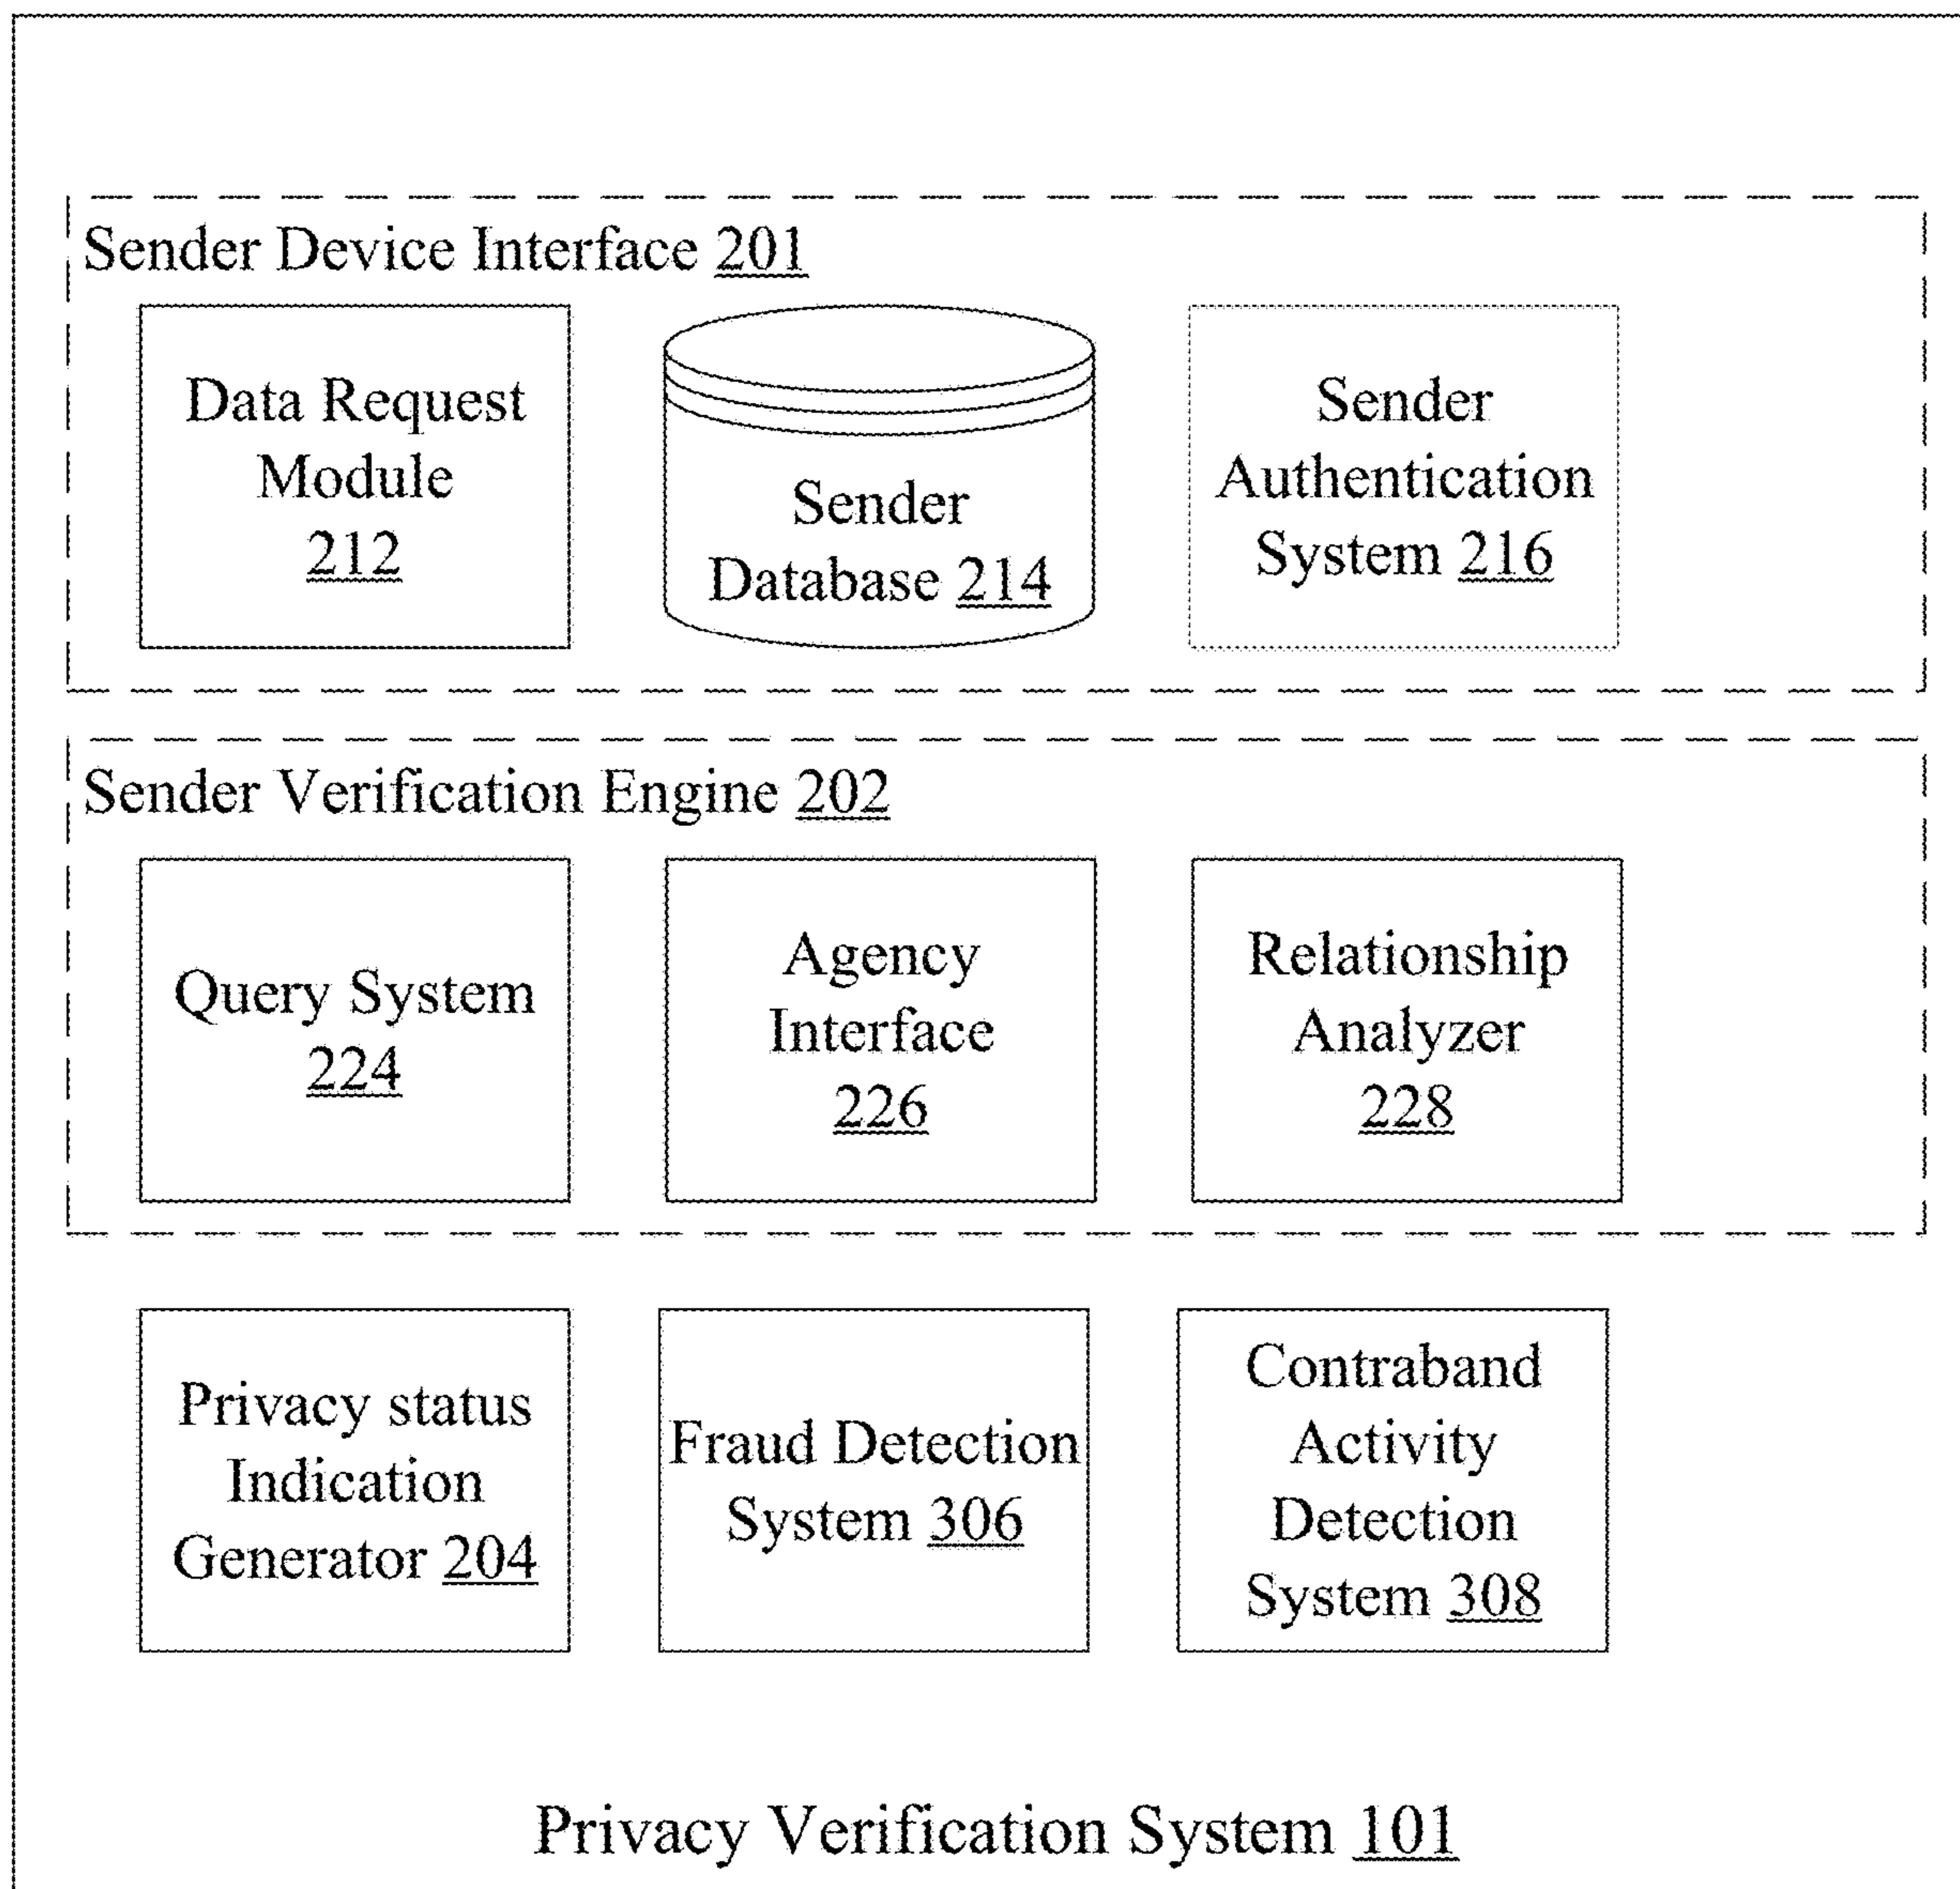 Sender Device Interface 201
Data Request
Module
212
Sender
Database 214
Sender
Authentication
System 216
Sender Verification Engine 202
Query System
224
Agency
Interface
226
Relationship
Analyzer
228
Privacy status
Indication
Generator 204
Fraud Detection
System 306
Contraband
Activity
Detection
System 308
Privacy Verification System 101